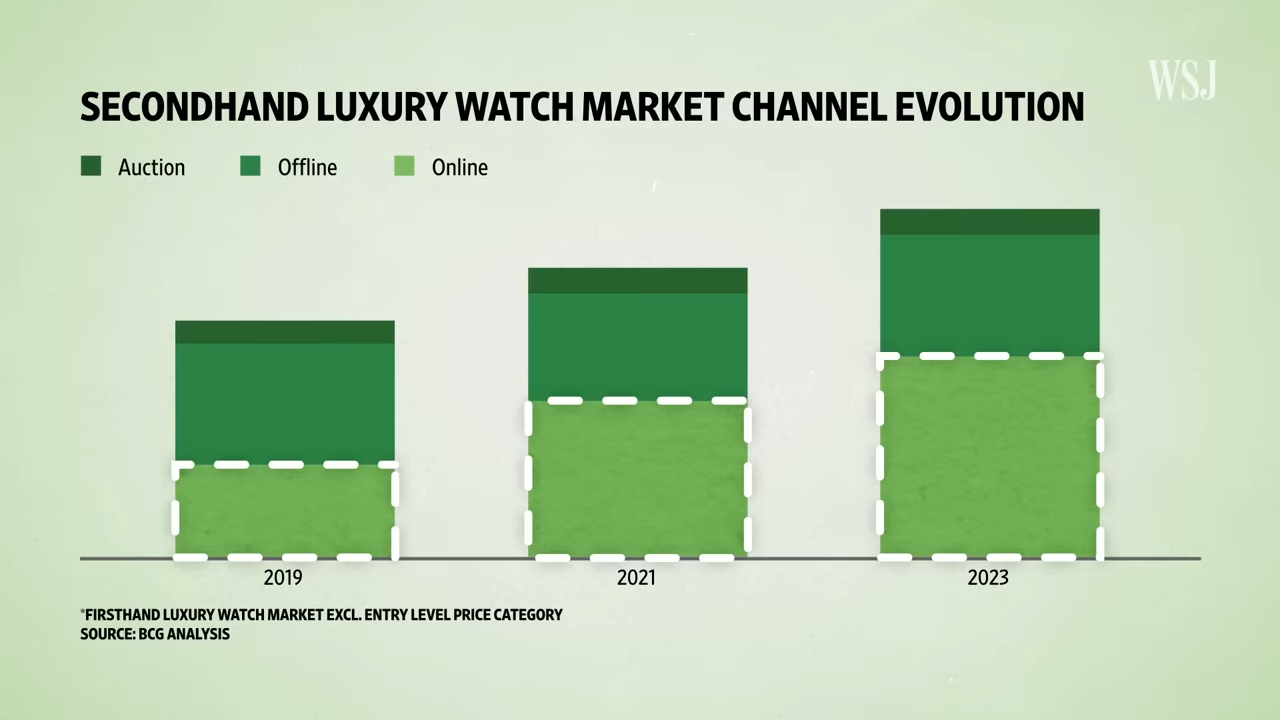 WSJ
SECONDHAND LUXURY WATCH MARKET CHANNEL EVOLUTION
Auction Offline Online
2019 2021 2023
*FIRSTHAND LUXURY WATCH MARKET EXCL. ENTRY LEVEL PRICE CATEGORY
SOURCE: BCG ANALYSIS